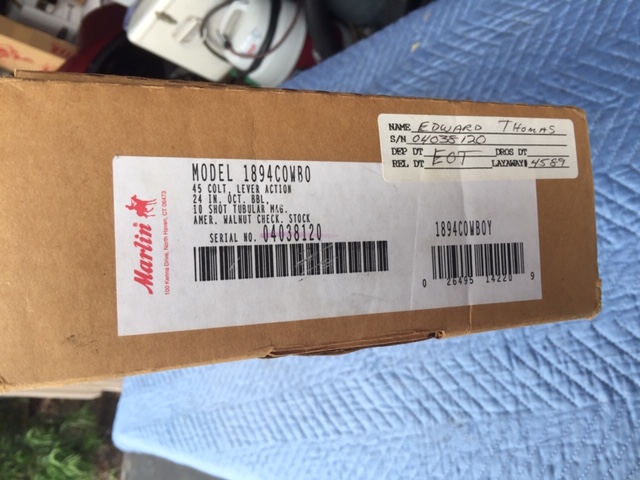 NAME EDWARD THOMAS
S/N 04038120
DEP DT EOT DROS DT
REL DT LAYAWAY# 4589
MODEL 1894COWBO
45 COLT. LEVER ACTION
24 IN. OCT. BBL.
10 SHOT TUBULAR MAG.
AMER. WALNUT CHECK. STOCK
SERIAL NO. 04038120
1894COWBOY
0 26495 14220 9
Marlin
100 Kenna Drive, North Haven, CT 06473